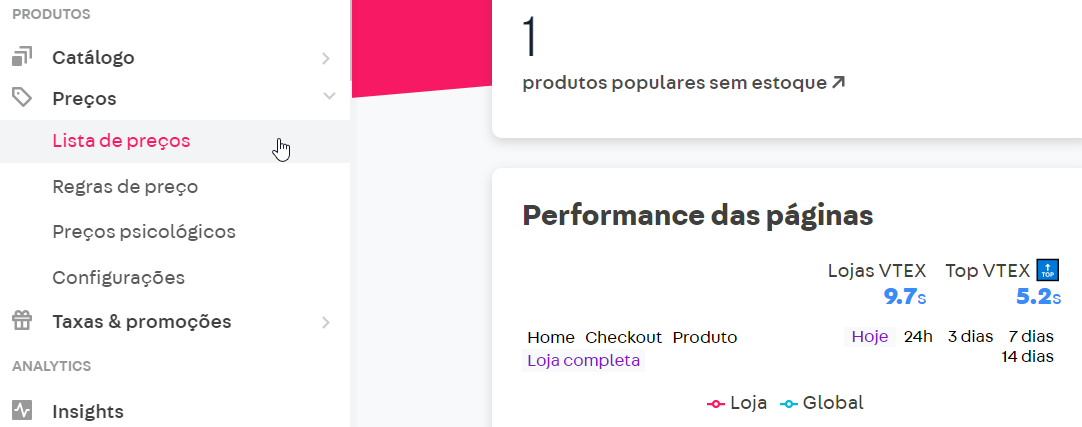 PRODUTOS
Catálogo
Preços
Lista de preços
Regras de preço
Preços psicológicos
Configurações
Taxas & promoções
ANALYTICS
Insights
1
produtos populares sem estoque
Performance das páginas
Lojas VTEX Top VTEX TOP
9.7s 5.2s
Home Checkout Produto
Loja completa
Hoje 24h 3 dias 7 dias
14 dias
Loja Global